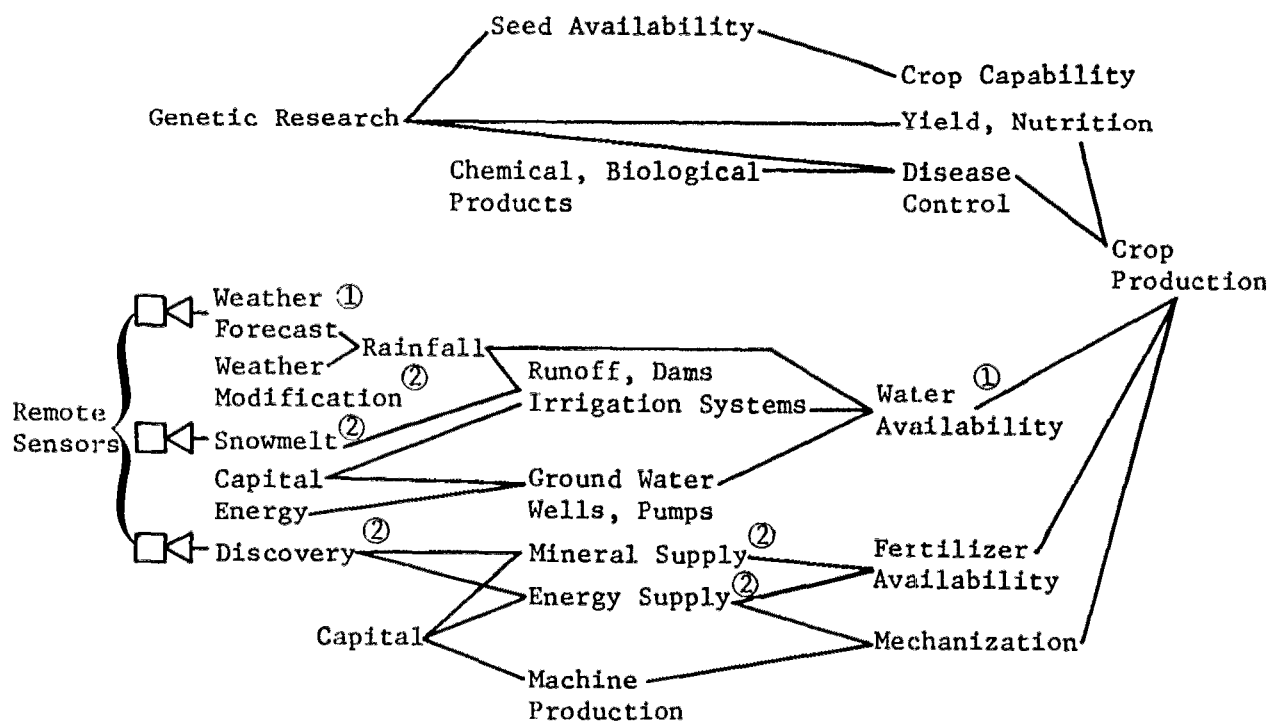 Seed Availability
Crop Capability
Genetic Research
Yield, Nutrition
Chemical, Biological
Products
Disease
Control
Crop
Production
Weather ①
Forecast
Rainfall
Weather
Modification ②
Runoff, Dams
Irrigation Systems
Water ①
Availability
Remote
Sensors
Snowmelt ②
Capital
Energy
Ground Water
Wells, Pumps
Discovery ②
Mineral Supply ②
Fertilizer
Availability
Energy Supply ②
Capital
Mechanization
Machine
Production